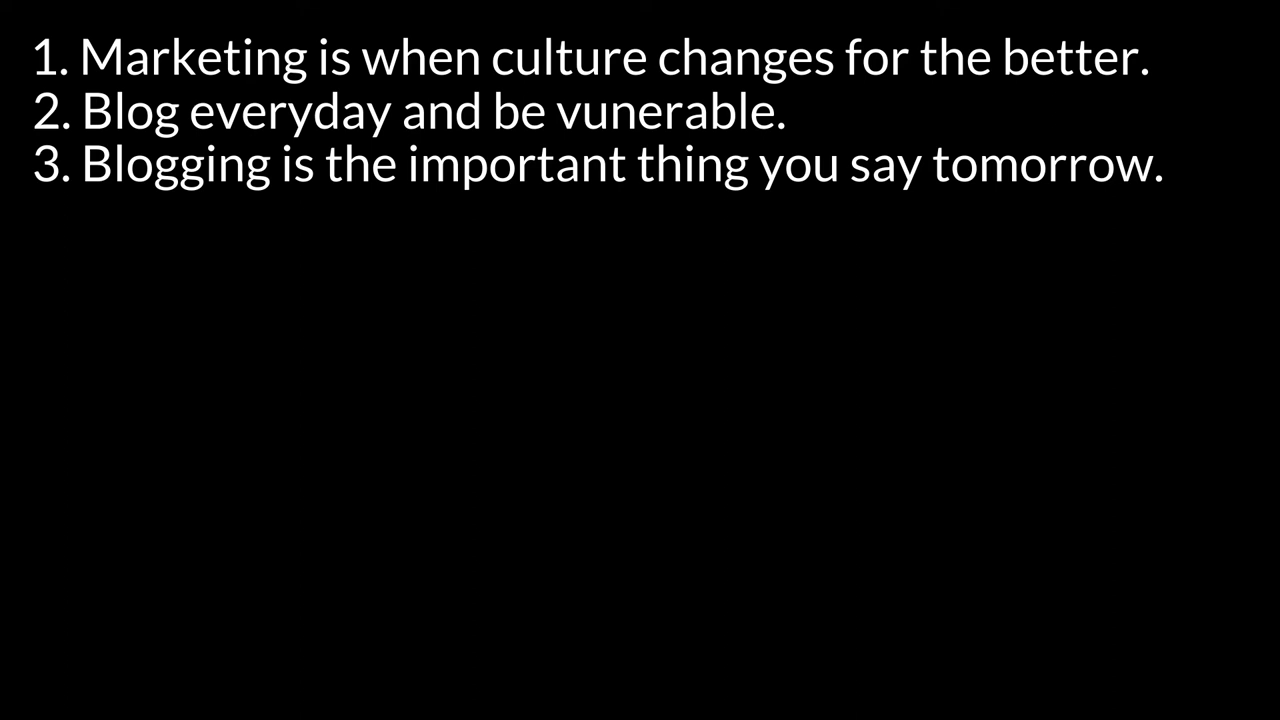 1. Marketing is when culture changes for the better.
2. Blog everyday and be vunerable.
3. Blogging is the important thing you say tomorrow.